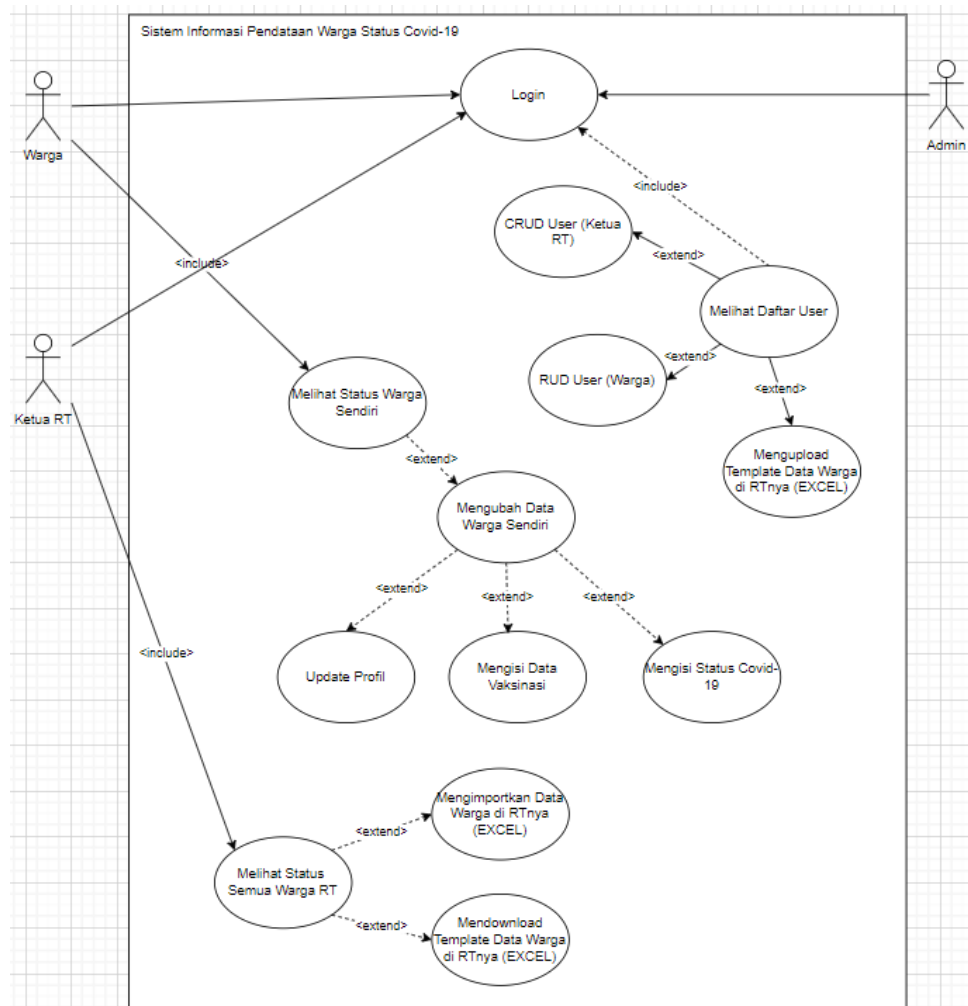 Sistem Informasi Pendataan Warga Status Covid-19
Login
Warga
Admin
<include>
CRUD User (Ketua
RT)
<extend>
<include>
Melihat Daftar User
<extend>
RUD User (Warga)
<extend>
Ketua RT
Melihat Status Warga
Sendiri
<extend>
Mengupload
Template Data Warga
di RTnya (EXCEL)
Mengubah Data
Warga Sendiri
<extend>
<extend>
<extend>
<include>
Update Profil
Mengisi Data
Vaksinasi
Mengisi Status Covid-
19
Mengimportkan Data
Warga di RTnya
(EXCEL)
<extend>
Melihat Status
Semua Warga RT
<extend>
Mendownload
Template Data Warga
di RTnya (EXCEL)